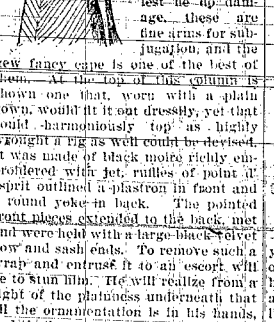 lest he do dam-
age. These are
fine arms for sub-
jugation, and the
new fancy cape is one of the best of
them. At the top of this column is
shown one that, worn with a plain
gown, would fit it out dressily, yet that
would harmoniously top as highly
wrought a rig as well could be devised.
It was made of black moire richly em-
broidered with jet, ruffles of point d'
esprit outlined a plastron in front and
round yoke in back. The pointed
front pieces extended to the back, met
and were held with a large black velvet
bow and sash ends. To remove such a
wrap and entrust it to an escort will
be to stun him. He will realize from a
sight of the plainness underneath that
all the ornamentation is in his hands,